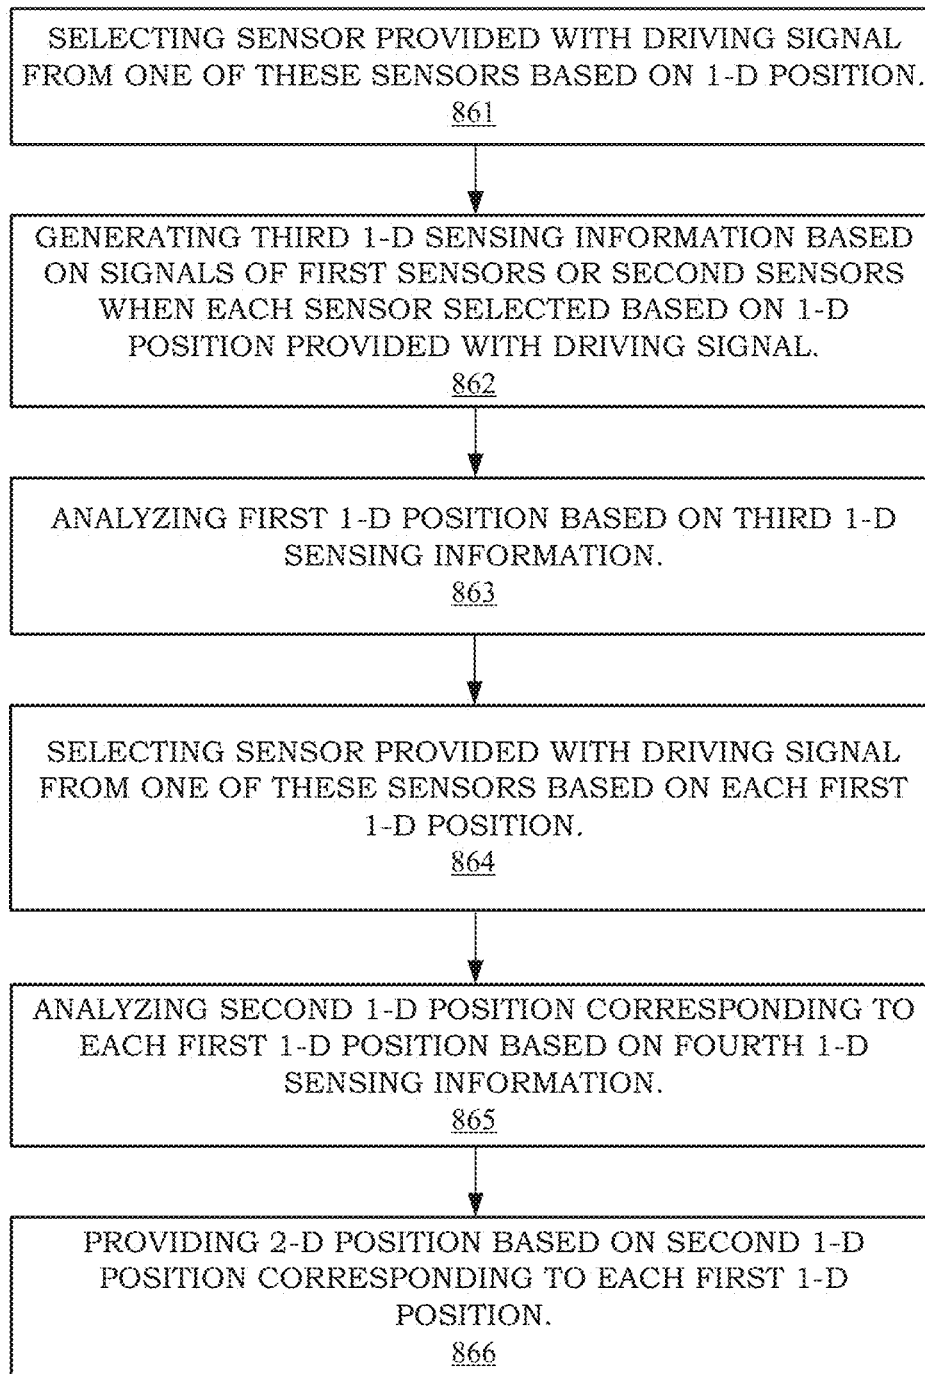 SELECTING SENSOR PROVIDED WITH DRIVING SIGNAL
FROM ONE OF THESE SENSORS BASED ON 1-D POSITION.
861
GENERATING THIRD 1-D SENSING INFORMATION BASED
ON SIGNALS OF FIRST SENSORS OR SECOND SENSORS
WHEN EACH SENSOR SELECTED BASED ON 1-D
POSITION PROVIDED WITH DRIVING SIGNAL.
862
ANALYZING FIRST 1-D POSITION BASED ON THIRD 1-D
SENSING INFORMATION.
863
SELECTING SENSOR PROVIDED WITH DRIVING SIGNAL
FROM ONE OF THESE SENSORS BASED ON EACH FIRST
1-D POSITION.
864
ANALYZING SECOND 1-D POSITION CORRESPONDING TO
EACH FIRST 1-D POSITION BASED ON FOURTH 1-D
SENSING INFORMATION.
865
PROVIDING 2-D POSITION BASED ON SECOND 1-D
POSITION CORRESPONDING TO EACH FIRST 1-D
POSITION.
866